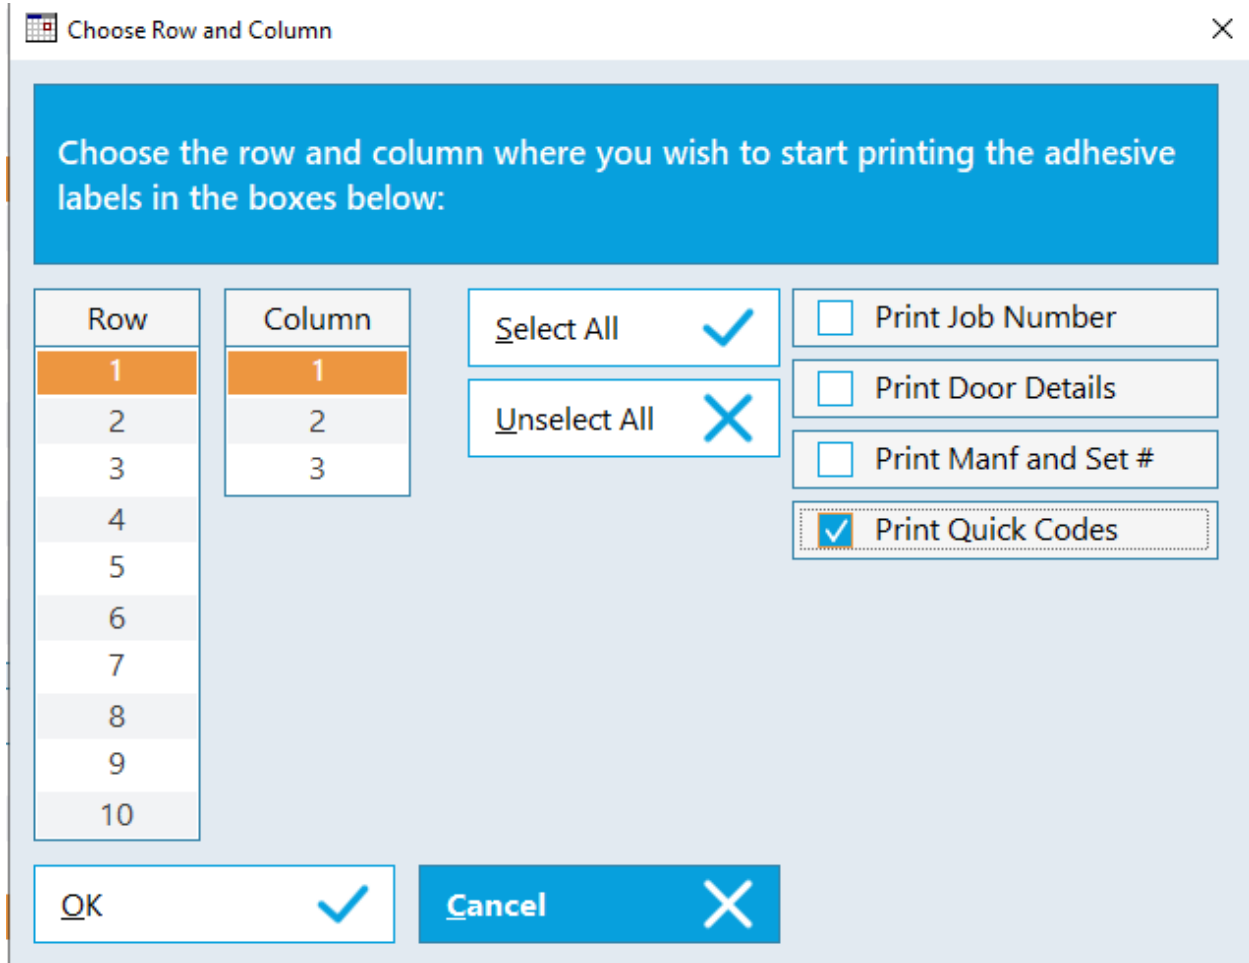 Choose Row and Column
Choose the row and column where you wish to start printing the adhesive
labels in the boxes below:
Row
1
2
3
4
5
6
7
8
9
10
Column
1
2
3
Select All
Unselect All
Print Job Number
Print Door Details
Print Manf and Set #
Print Quick Codes
OK
Cancel